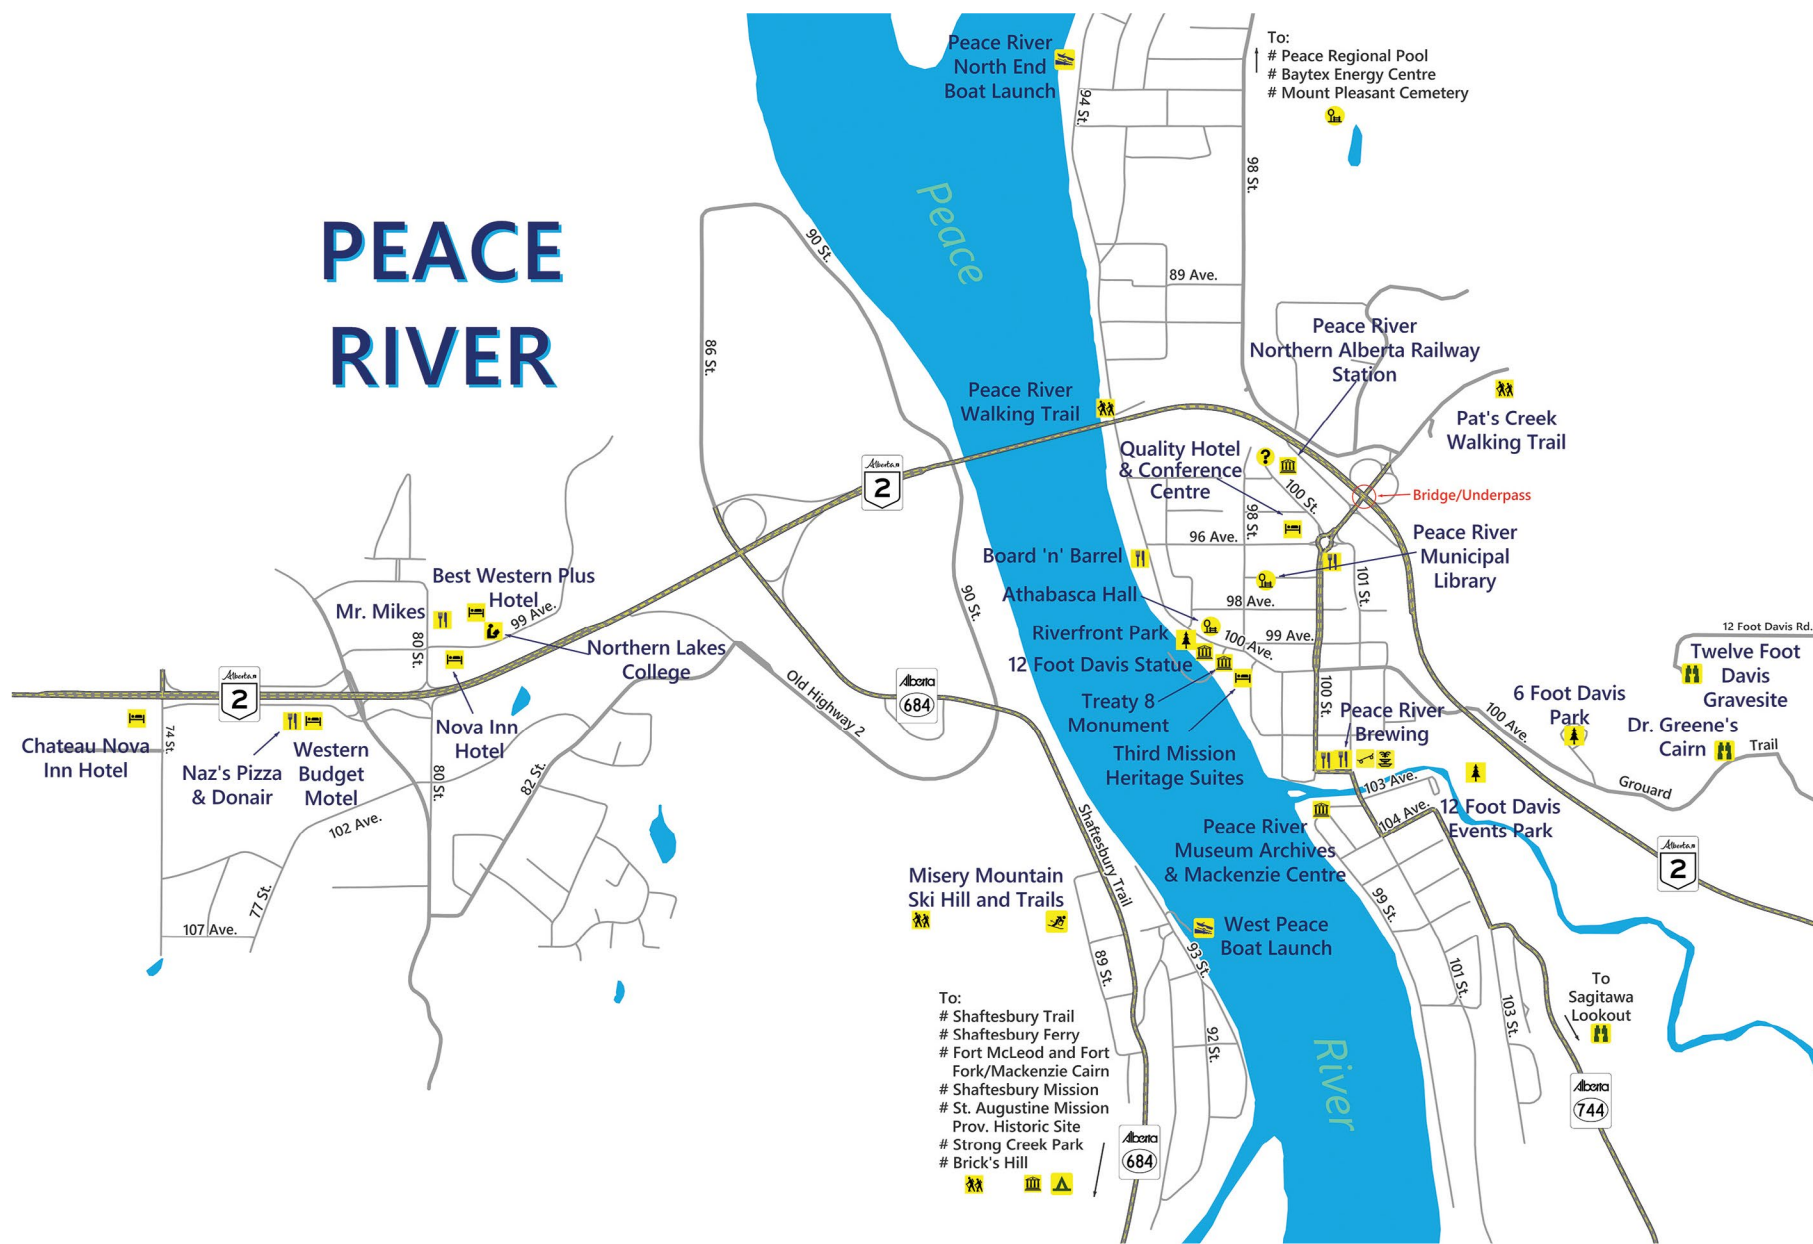 PEACE
RIVER
Peace River
North End
Boat Launch
94 St.
To:
# Peace Regional Pool
# Baytex Energy Centre
# Mount Pleasant Cemetery
98 St.
Peace
90 St.
89 Ave.
86 St.
Peace River
Northern Alberta Railway
Station
Peace River
Walking Trail
Pat's Creek
Walking Trail
Quality Hotel
& Conference
Centre
?
100 St.
Bridge/Underpass
Alberta
2
98 St.
96 Ave.
Peace River
Municipal
Library
Board 'n' Barrel
101 St.
Athabasca Hall
98 Ave.
Best Western Plus
Hotel
99 Ave.
Mr. Mikes
80 St.
Northern Lakes
College
90 St.
Riverfront Park
100 Ave.
99 Ave.
12 Foot Davis Statue
12 Foot Davis Rd.
Twelve Foot
Davis
Gravesite
Alberta
2
Old Highway 2
Alberta
684
Treaty 8
Monument
100 St.
Peace River
Brewing
6 Foot Davis
Park
100 Ave.
Dr. Greene's
Cairn
Trail
Grouard
74 St.
Chateau Nova
Inn Hotel
Naz's Pizza
& Donair
Western
Budget
Motel
Nova Inn
Hotel
80 St.
82 St.
102 Ave.
Third Mission
Heritage Suites
103 Ave.
104 Ave.
12 Foot Davis
Events Park
Peace River
Museum Archives
& Mackenzie Centre
Alberta
2
Shaftesbury Trail
Misery Mountain
Ski Hill and Trails
77 St.
107 Ave.
99 St.
West Peace
Boat Launch
93 St.
89 St.
101 St.
103 St.
92 St.
To
Sagitawa
Lookout
To:
# Shaftesbury Trail
# Shaftesbury Ferry
# Fort McLeod and Fort
Fork/Mackenzie Cairn
# Shaftesbury Mission
# St. Augustine Mission
Prov. Historic Site
# Strong Creek Park
# Brick's Hill
River
Alberta
744
Alberta
684